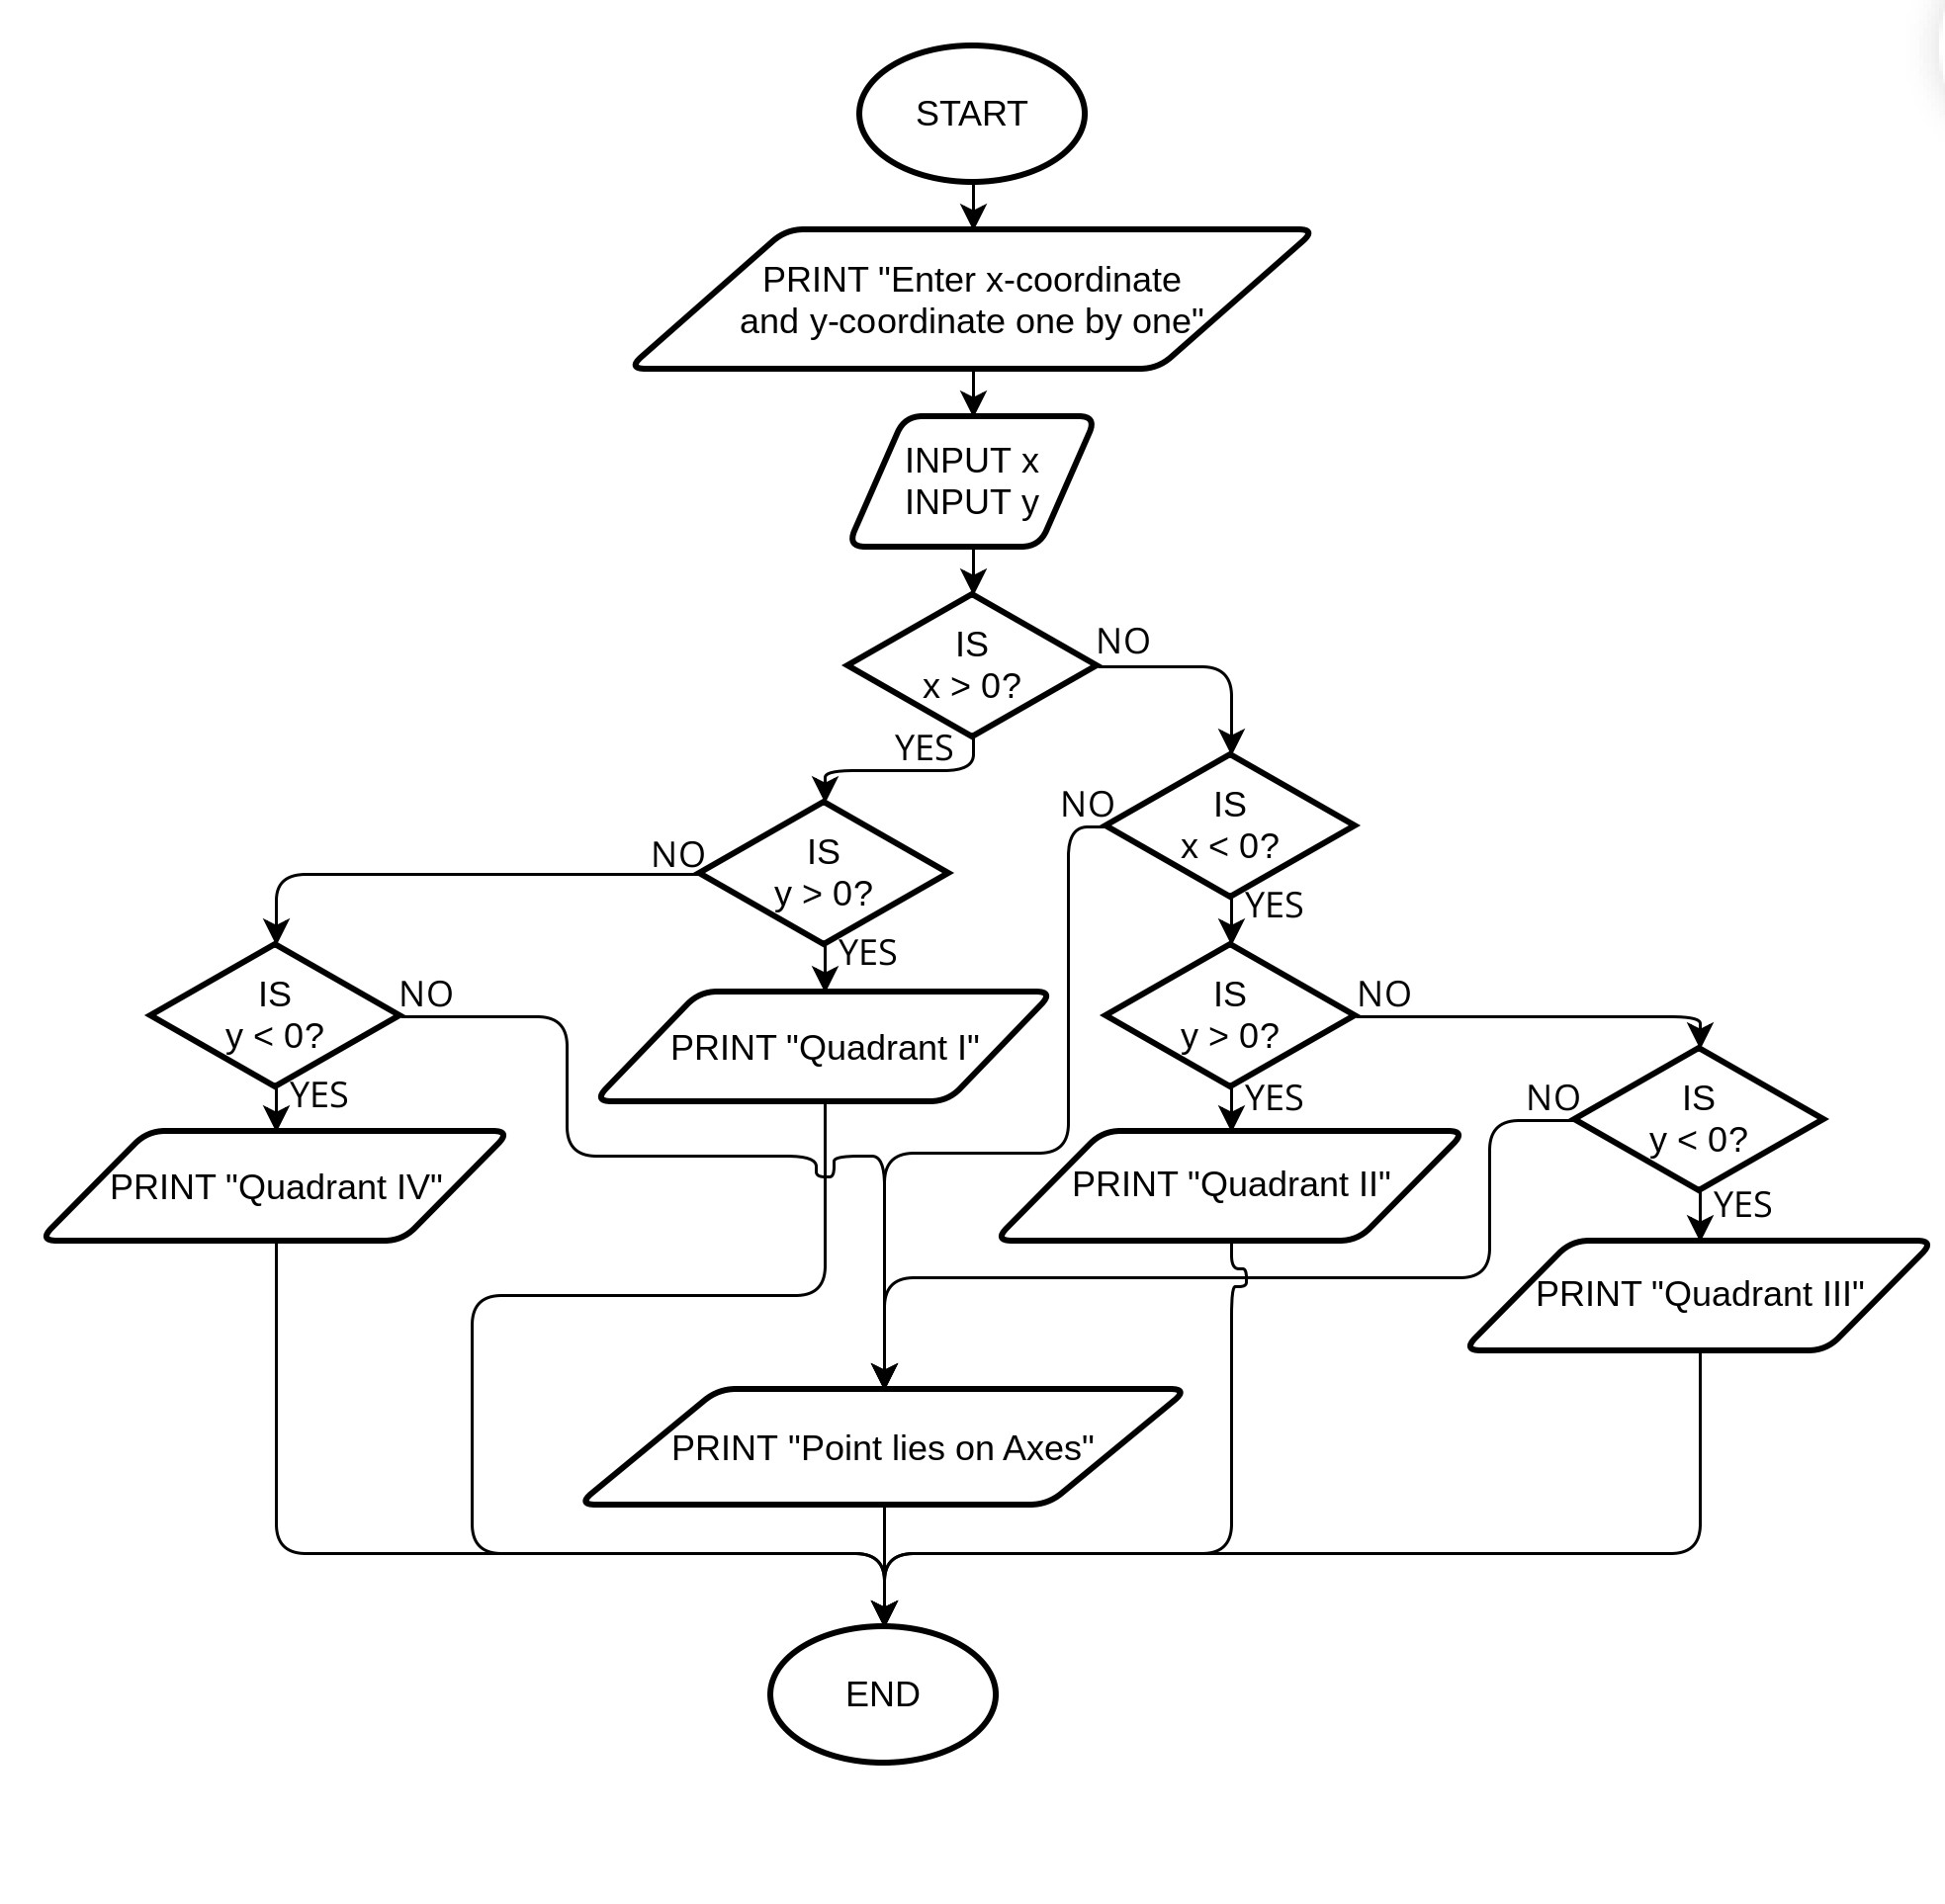 START
PRINT "Enter x-coordinate
and y-coordinate one by one"
INPUT x
INPUT y
IS
x > 0?
NO
YES
IS
x < 0?
NO
YES
IS
y > 0?
NO
YES
IS
y < 0?
NO
YES
PRINT "Quadrant I"
IS
y > 0?
NO
YES
IS
y < 0?
NO
YES
PRINT "Quadrant IV"
PRINT "Quadrant II"
PRINT "Quadrant III"
PRINT "Point lies on Axes"
END